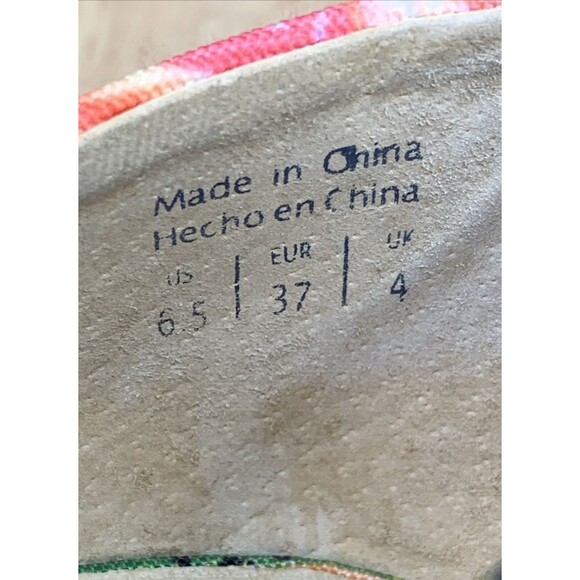 Made in China
Hecho en China
US | EUR | UK
6.5 | 37 | 4